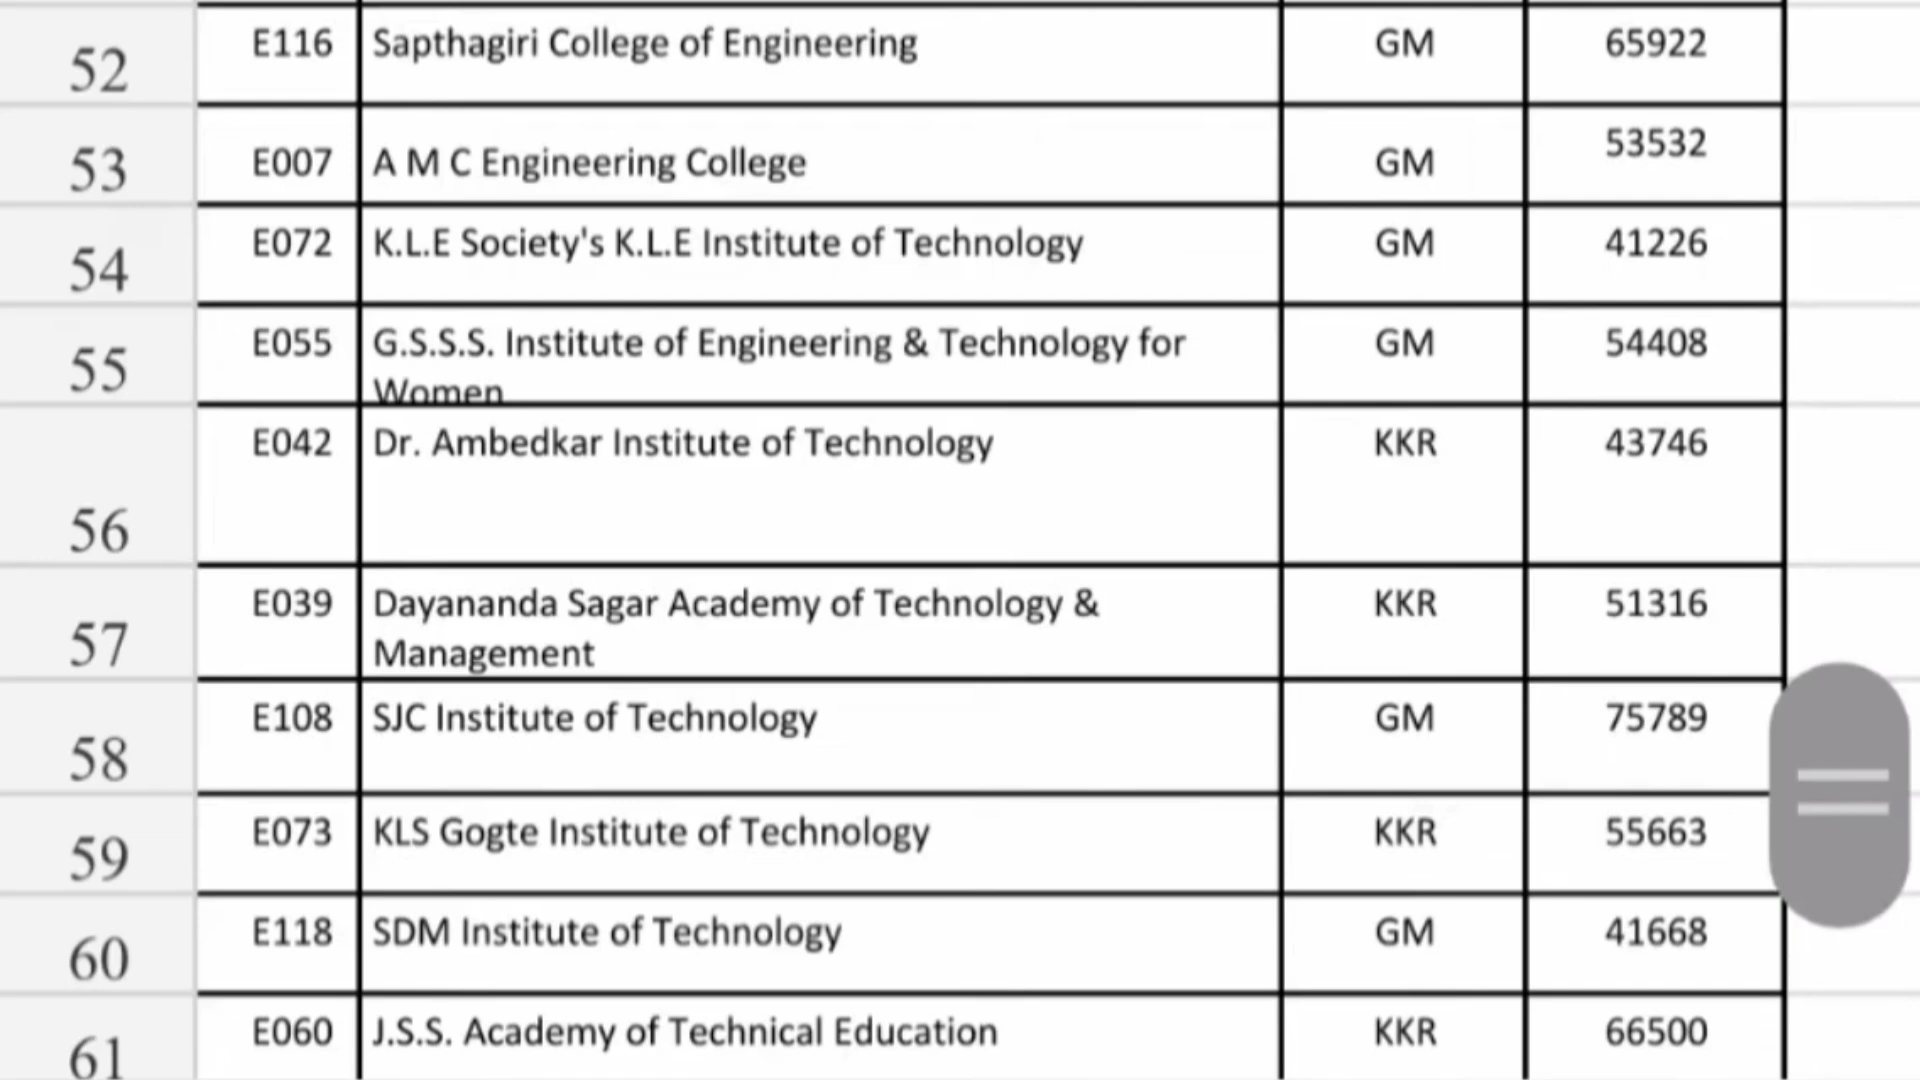 52 E116 Sapthagiri College of Engineering GM 65922
53 E007 A M C Engineering College GM 53532
54 E072 K.L.E Society's K.L.E Institute of Technology GM 41226
55 E055 G.S.S.S. Institute of Engineering & Technology for GM 54408
Women
56 E042 Dr. Ambedkar Institute of Technology KKR 43746
57 E039 Dayananda Sagar Academy of Technology & KKR 51316
Management
58 E108 SJC Institute of Technology GM 75789
59 E073 KLS Gogte Institute of Technology KKR 55663
60 E118 SDM Institute of Technology GM 41668
61 E060 J.S.S. Academy of Technical Education KKR 66500